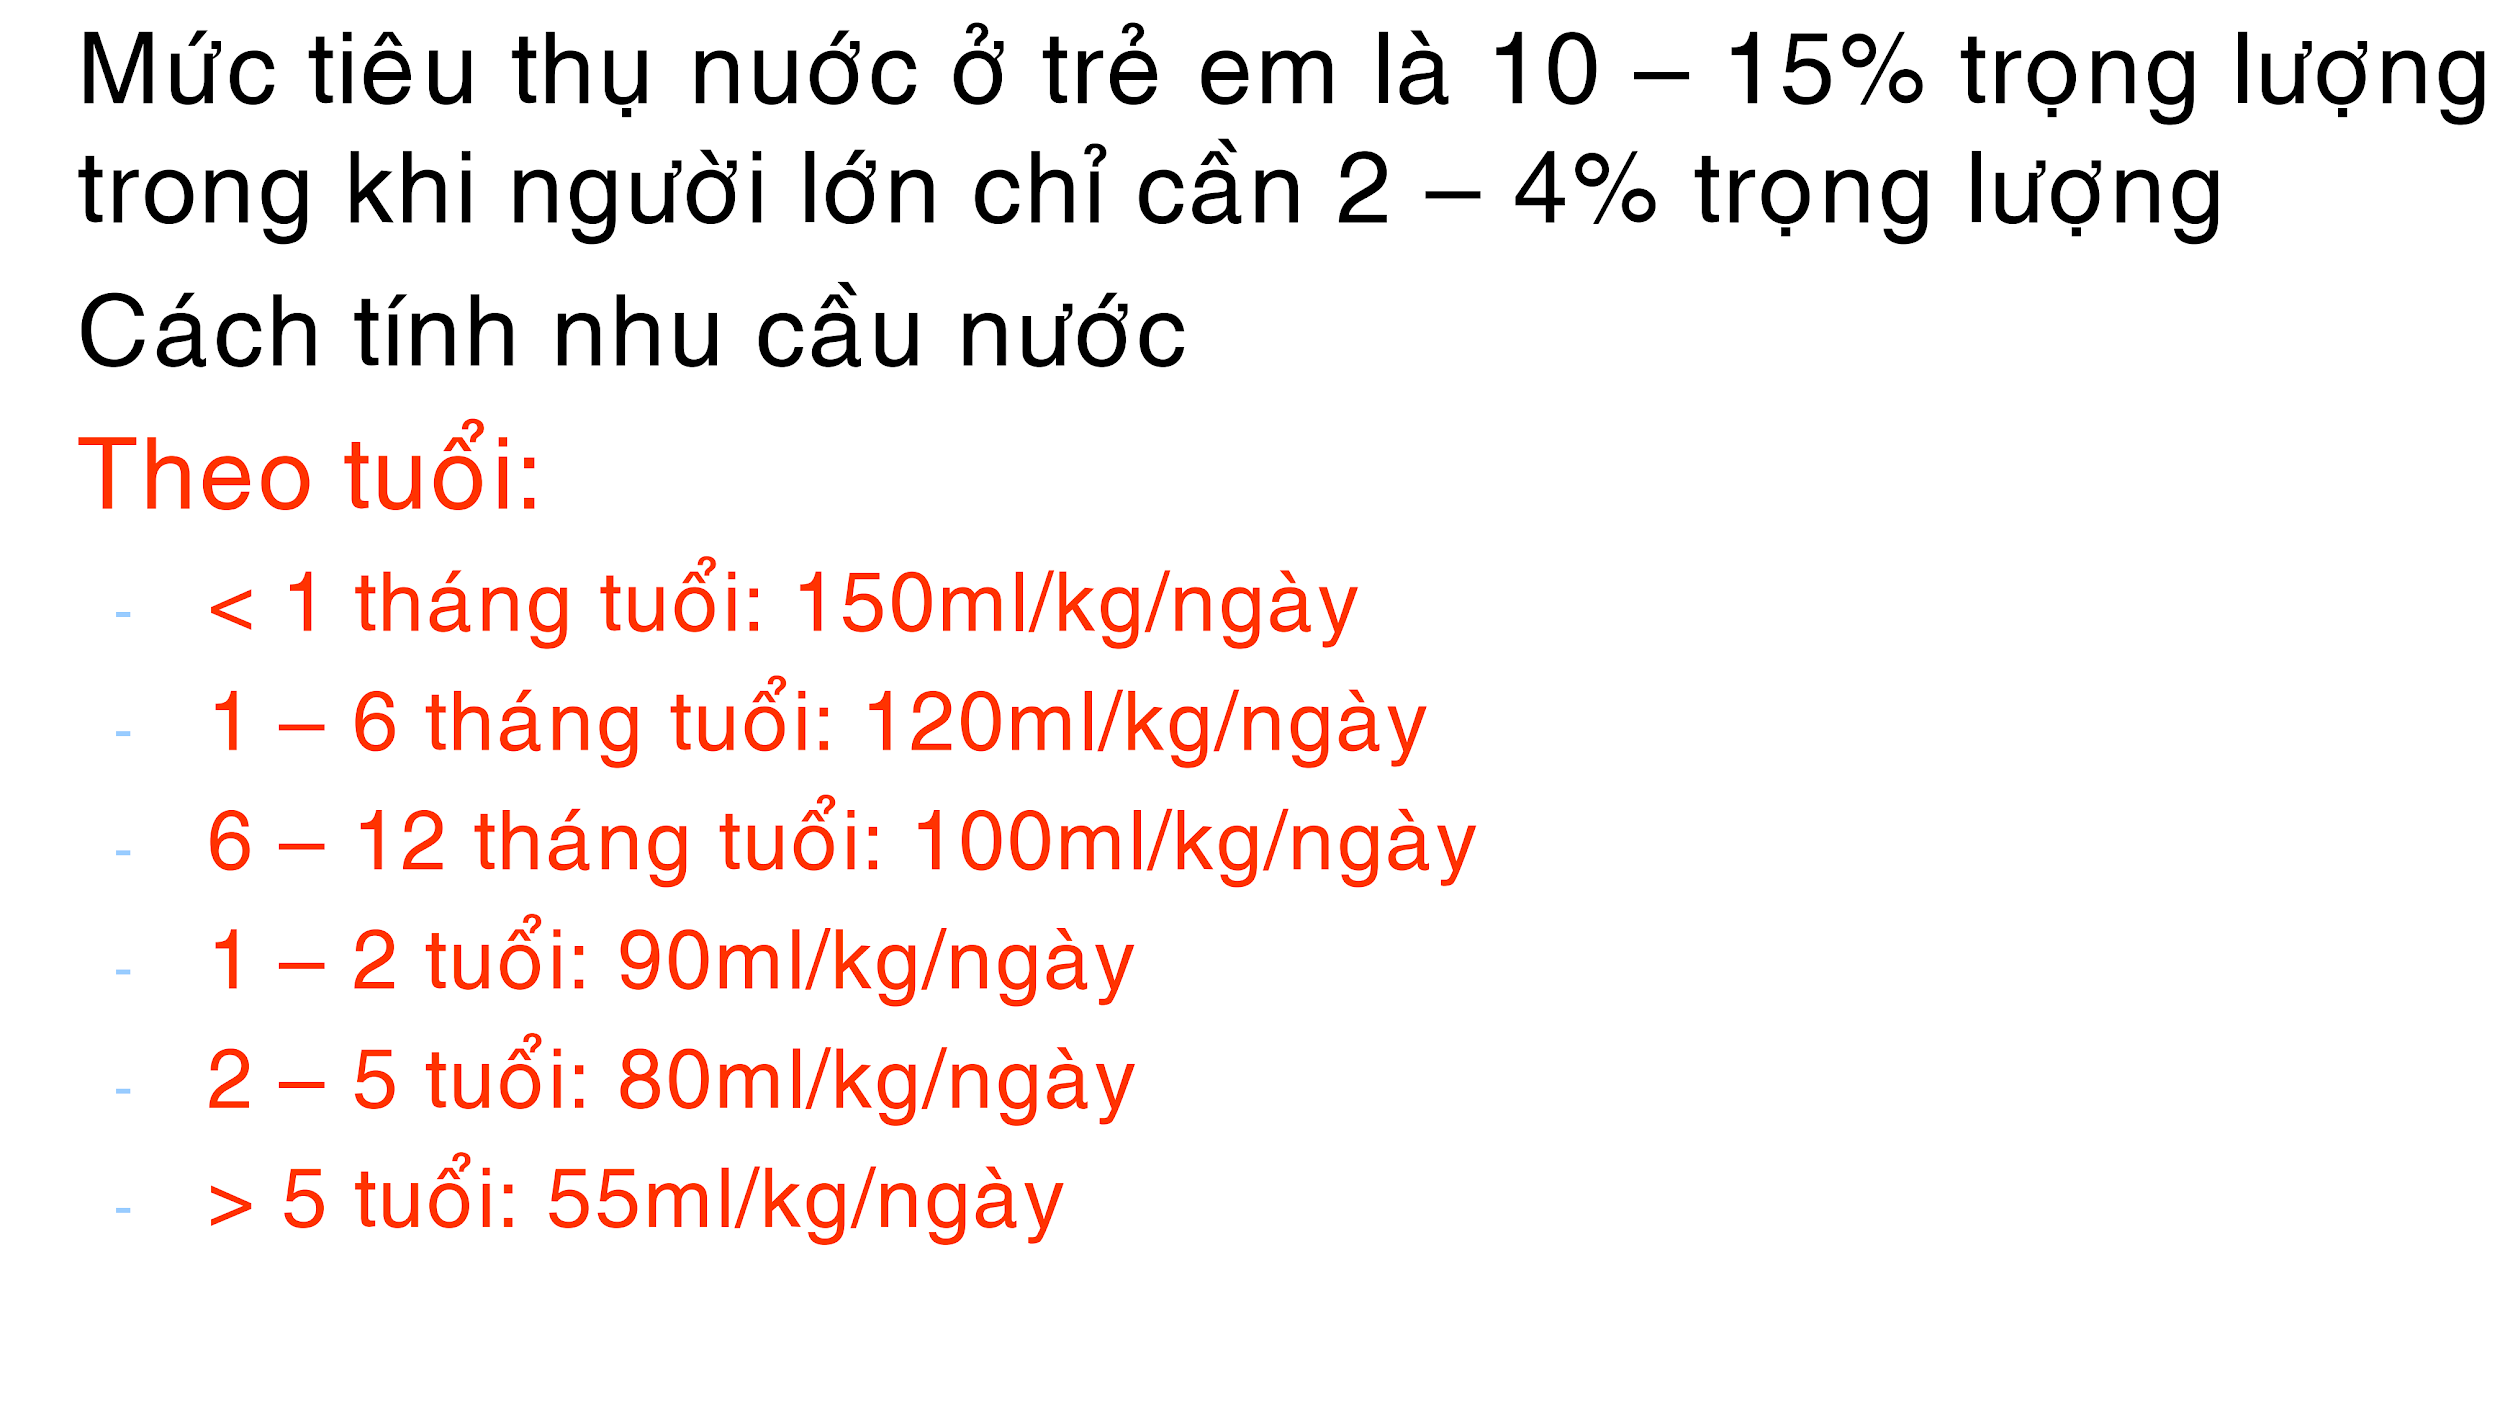 Mức tiêu thụ nuớc ở trẻ em là 10 – 15% trọng lượng
trong khi người lớn chỉ cần 2 – 4% trọng lượng
Cách tính nhu cầu nước
Theo tuổi:
- < 1 tháng tuổi: 150ml/kg/ngày
- 1 – 6 tháng tuổi: 120ml/kg/ngày
- 6 – 12 tháng tuổi: 100ml/kg/ngày
- 1 – 2 tuổi: 90ml/kg/ngày
- 2 – 5 tuổi: 80ml/kg/ngày
- > 5 tuổi: 55ml/kg/ngày